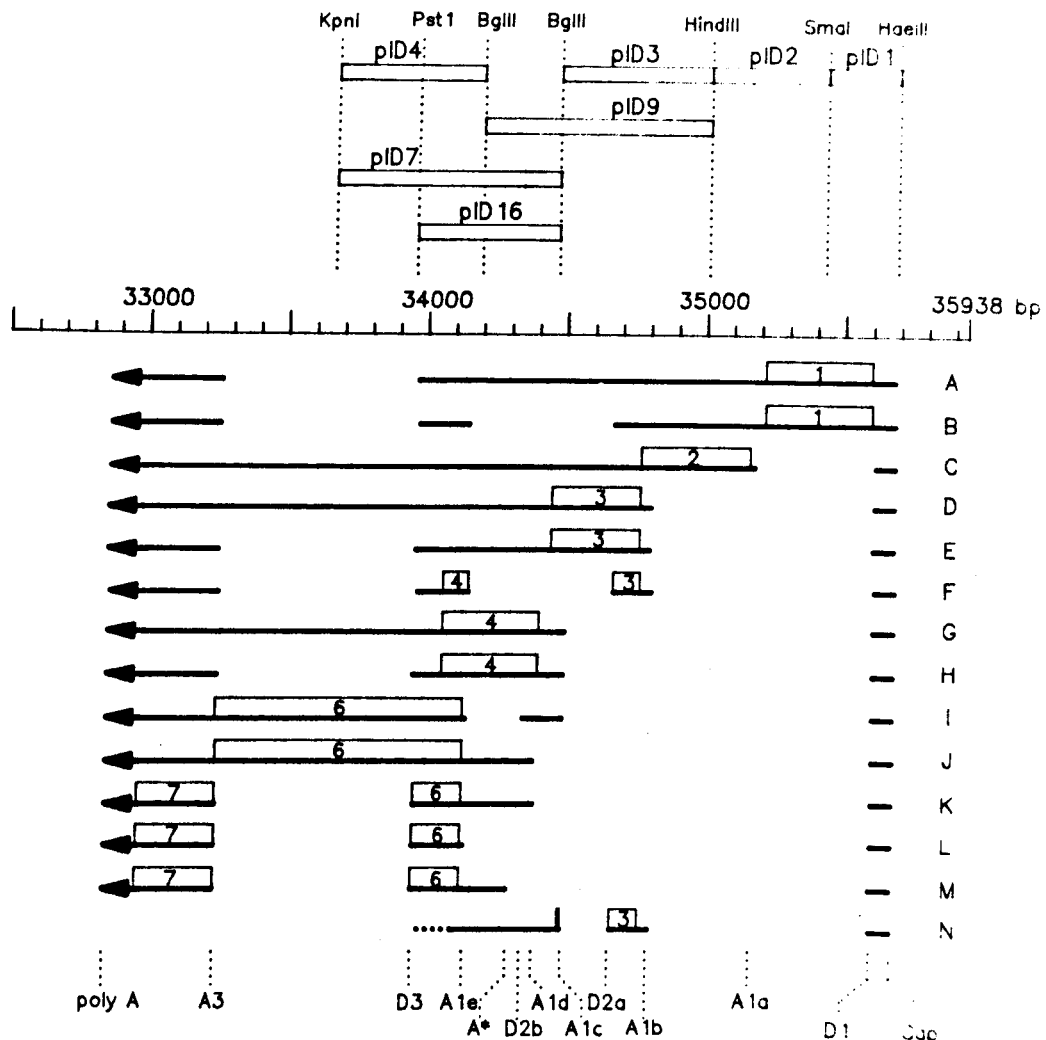 KpnI Pst1 BglII BglII HindIII SmaI HaeIII
pID4 pID3 pID2 pID1
pID9
pID7
pID16
33000 34000 35000 35938 bp
1 A
1 B
2 C
3 D
3 E
4 3 F
4 G
4 H
6 I
6 J
7 6 K
7 6 L
7 6 M
3 N
poly A A3 D3 A1e A1d D2a A1a
A* D2b A1c A1b D1